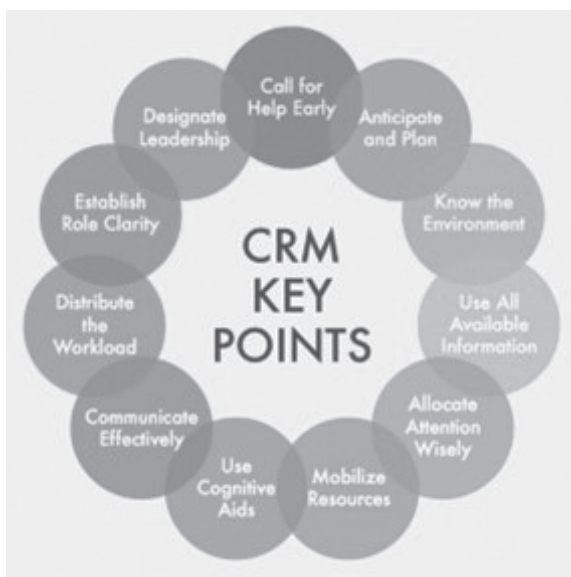 CRM
KEY
POINTS
Call for
Help Early
Anticipate
and Plan
Know the
Environment
Use All
Available
Information
Allocate
Attention
Wisely
Mobilize
Resources
Use
Cognitive
Aids
Communicate
Effectively
Distribute
the
Workload
Establish
Role Clarity
Designate
Leadership